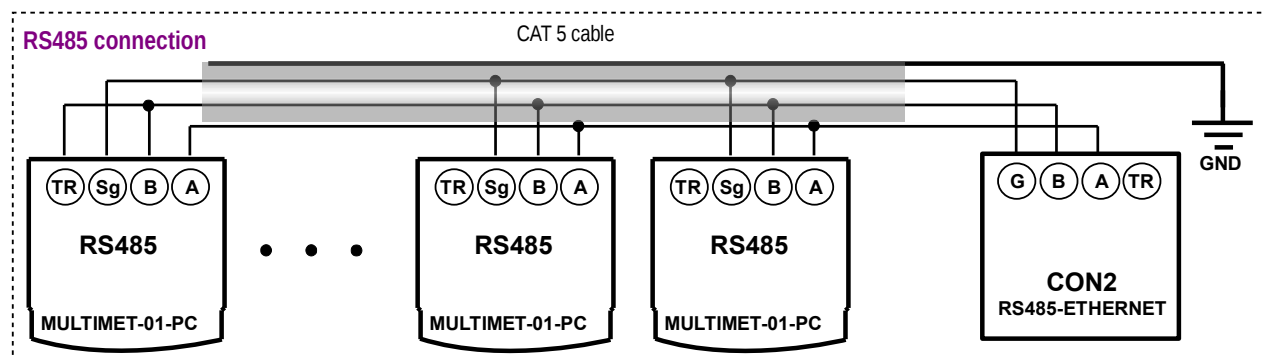 RS485 connection
CAT 5 cable
GND
TR Sg B A
TR Sg B A
TR Sg B A
G B A TR
RS485
RS485
RS485
CON2
RS485-ETHERNET
MULTIMET-01-PC
MULTIMET-01-PC
MULTIMET-01-PC